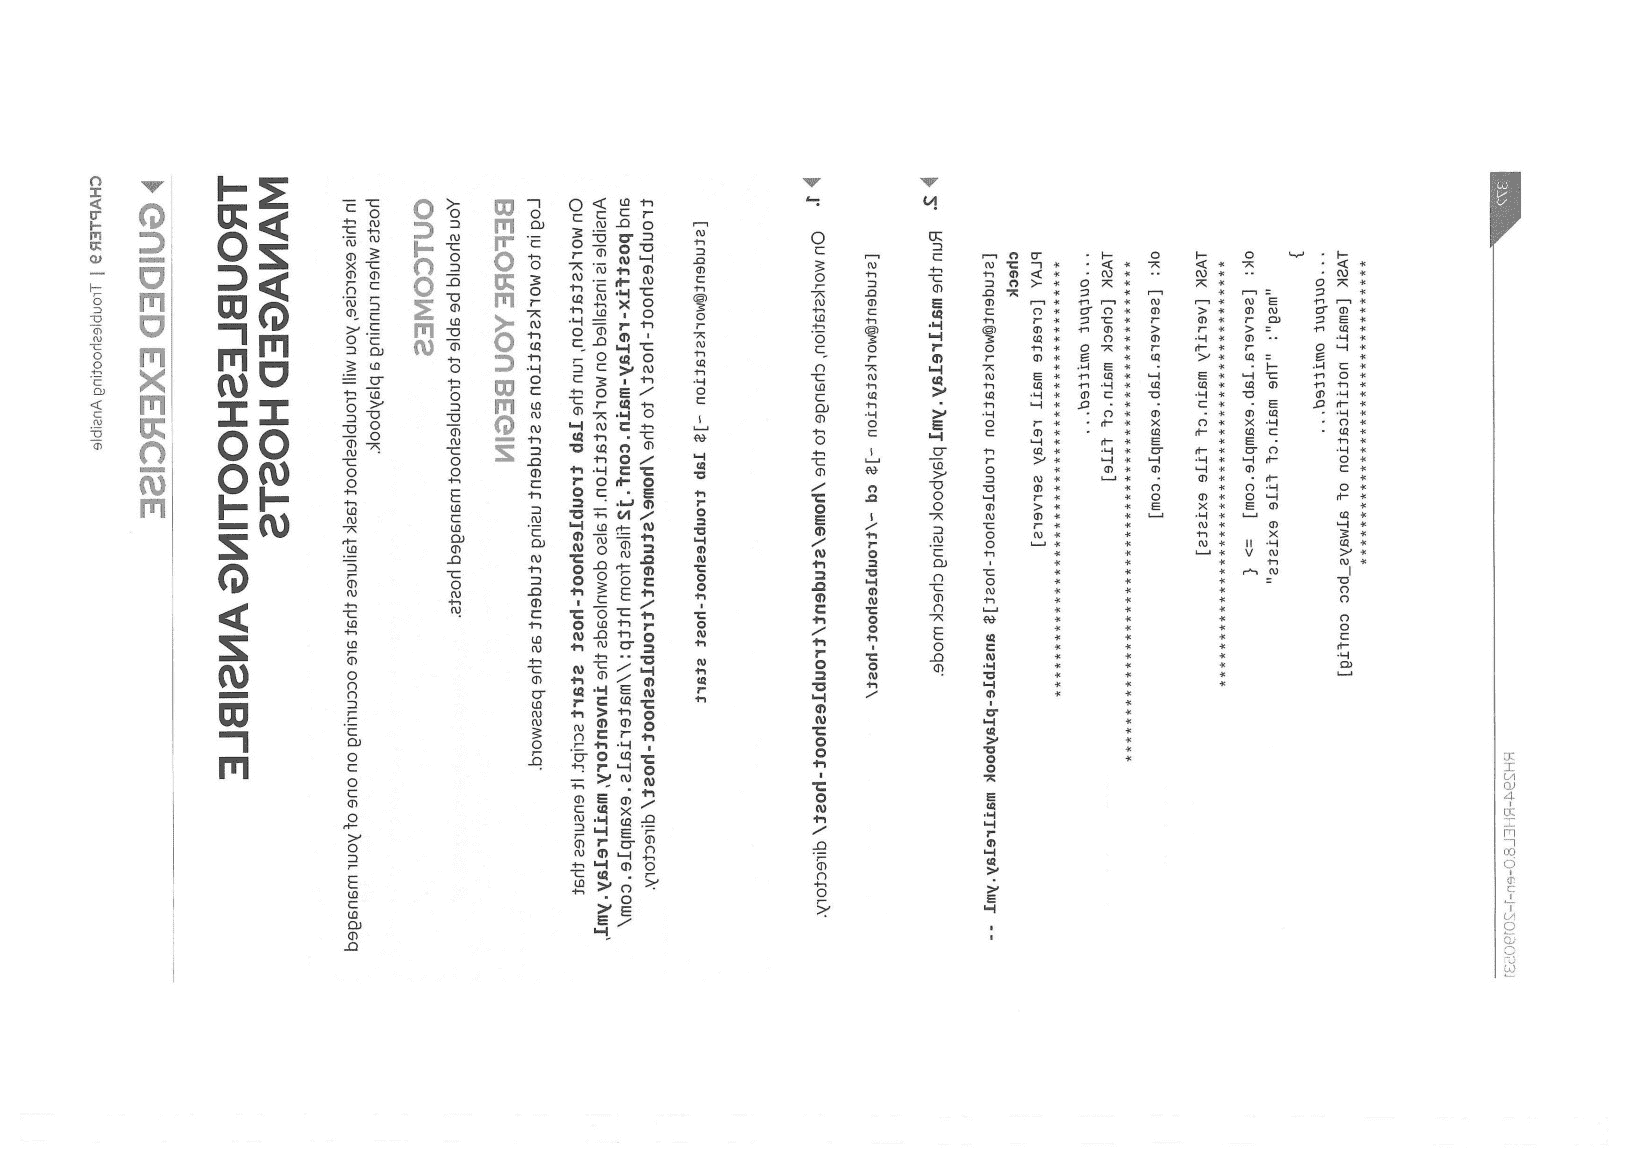 CHAPTER 9 | Troubleshooting Ansible
GUIDED EXERCISE
TROUBLESHOOTING ANSIBLE
MANAGED HOSTS
In this exercise, you will troubleshoot task failures that are occurring on one of your managed
hosts when running a playbook.
OUTCOMES
You should be able to troubleshoot managed hosts.
BEFORE YOU BEGIN
Log in to workstation as student using student as the password.
On workstation, run the lab troubleshoot-host start script. It ensures that
Ansible is installed on workstation. It also downloads the inventory, mailrelay.yml,
and postfix-relay-main.conf.j2 files from http://materials.example.com/
troubleshoot-host/ to the /home/student/troubleshoot-host/ directory.
[student@workstation ~]$ lab troubleshoot-host start
1. On workstation, change to the /home/student/troubleshoot-host/ directory.
[student@workstation ~]$ cd ~/troubleshoot-host/
2. Run the mailrelay.yml playbook using check mode.
[student@workstation troubleshoot-host]$ ansible-playbook mailrelay.yml --
check
PLAY [create mail relay servers]
*******************************************************
TASK [check main.cf file]
****************************************************************
...output omitted...
ok: [servera.lab.example.com]
TASK [verify main.cf file exists]
******************************************************
ok: [servera.lab.example.com] => {
"msg": "The main.cf file exists"
}
...output omitted...
TASK [email notification of always_bcc config]
**************************************
RH294-RHEL8.0-en-1-20190531